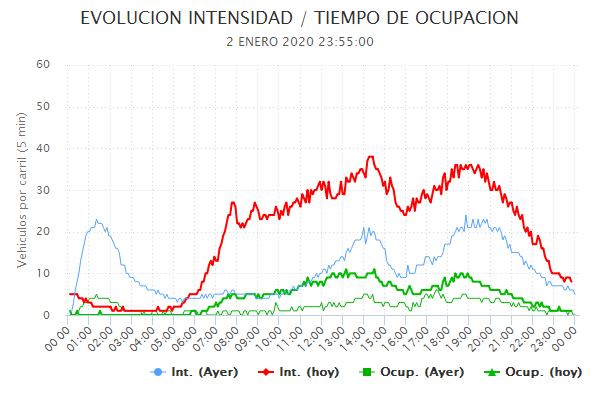 EVOLUCION INTENSIDAD / TIEMPO DE OCUPACION
2 ENERO 2020 23:55:00
Vehiculos por carril (5 min)
60
50
40
30
20
10
0
00:00 01:00 02:00 03:00 04:00 05:00 06:00 07:00 08:00 09:00 10:00 11:00 12:00 13:00 14:00 15:00 16:00 17:00 18:00 19:00 20:00 21:00 22:00 23:00 00:00
Int. (Ayer) Int. (hoy) Ocup. (Ayer) Ocup. (hoy)